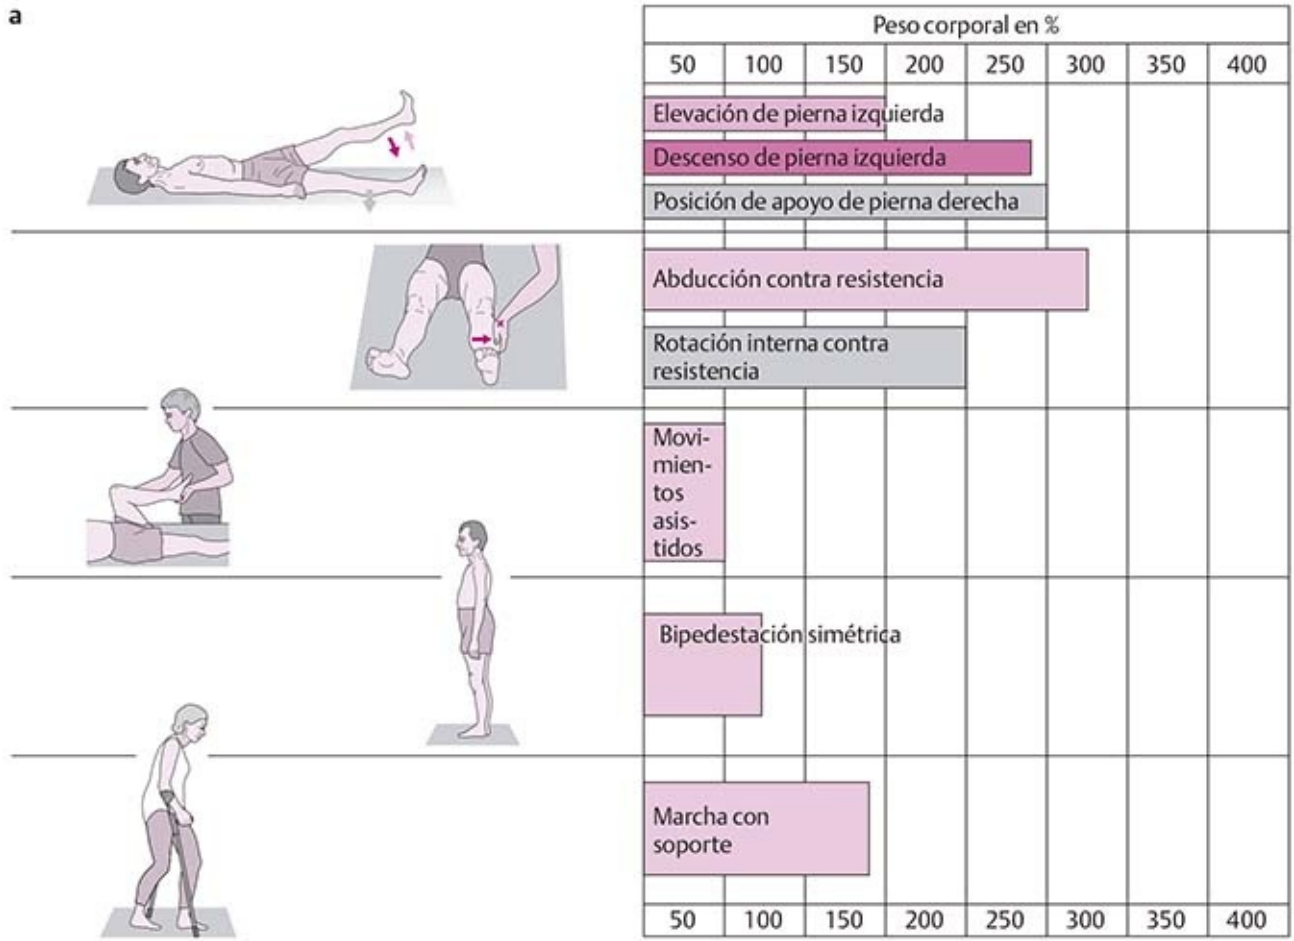 a
Peso corporal en %
50 100 150 200 250 300 350 400
Elevación de pierna izquierda
Descenso de pierna izquierda
Posición de apoyo de pierna derecha
Abducción contra resistencia
Rotación interna contra
resistencia
Movi-
mien-
tos
asis-
tidos
Bipedestación simétrica
Marcha con
soporte
50 100 150 200 250 300 350 400